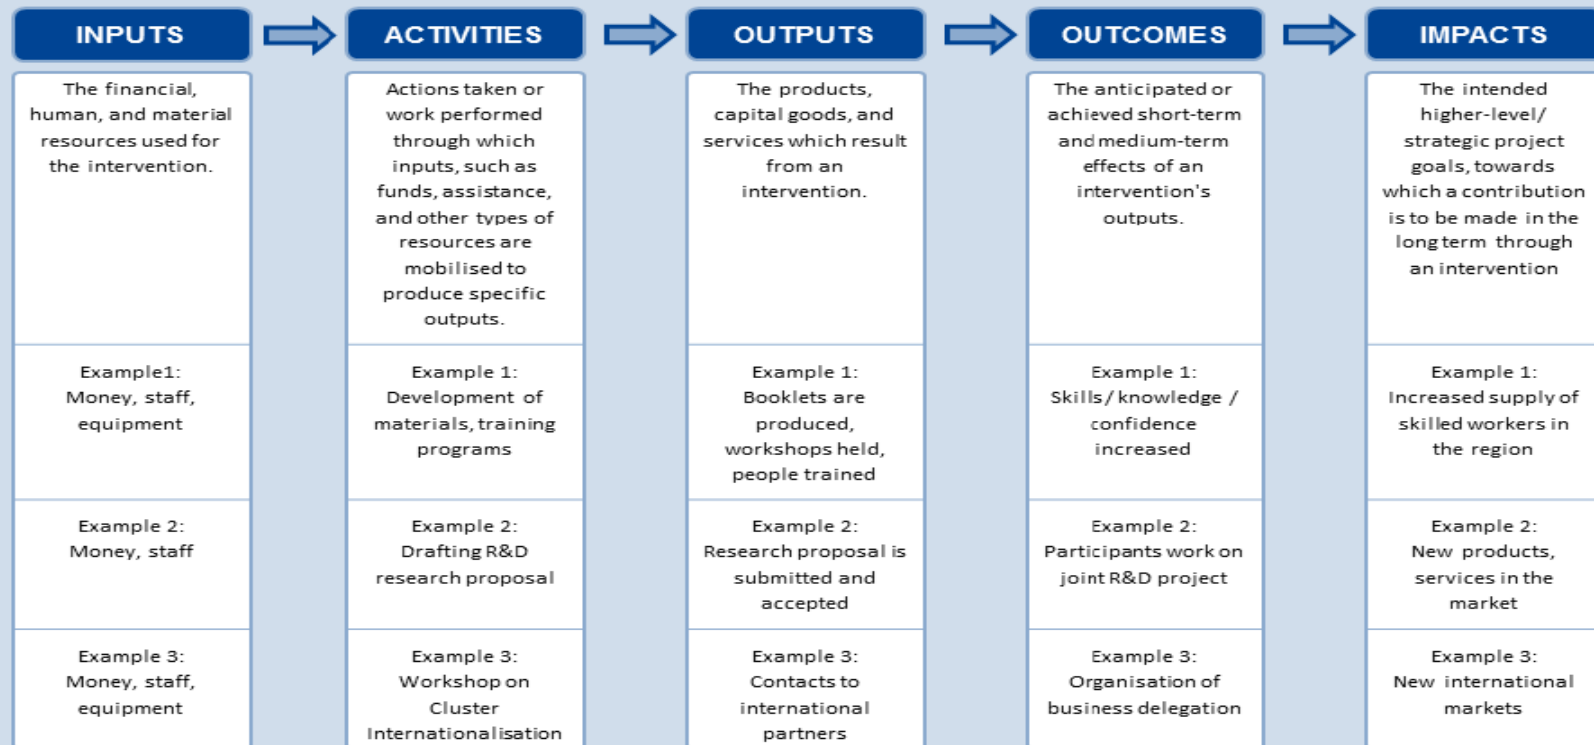 INPUTS
ACTIVITIES
OUTPUTS
OUTCOMES
IMPACTS
The financial,
human, and material
resources used for
the intervention.
Actions taken or
work performed
through which
inputs, such as
funds, assistance,
and other types of
resources are
mobilised to
produce specific
outputs.
The products,
capital goods, and
services which result
from an
intervention.
The anticipated or
achieved short-term
and medium-term
effects of an
intervention's
outputs.
The intended
higher-level/
strategic project
goals, towards
which a contribution
is to be made in the
long term through
an intervention
Example1:
Money, staff,
equipment
Example 1:
Development of
materials, training
programs
Example 1:
Booklets are
produced,
workshops held,
people trained
Example 1:
Skills/ knowledge /
confidence
increased
Example 1:
Increased supply of
skilled workers in
the region
Example 2:
Money, staff
Example 2:
Drafting R&D
research proposal
Example 2:
Research proposal is
submitted and
accepted
Example 2:
Participants work on
joint R&D project
Example 2:
New products,
services in the
market
Example 3:
Money, staff,
equipment
Example 3:
Workshop on
Cluster
Internationalisation
Example 3:
Contacts to
international
partners
Example 3:
Organisation of
business delegation
Example 3:
New international
markets